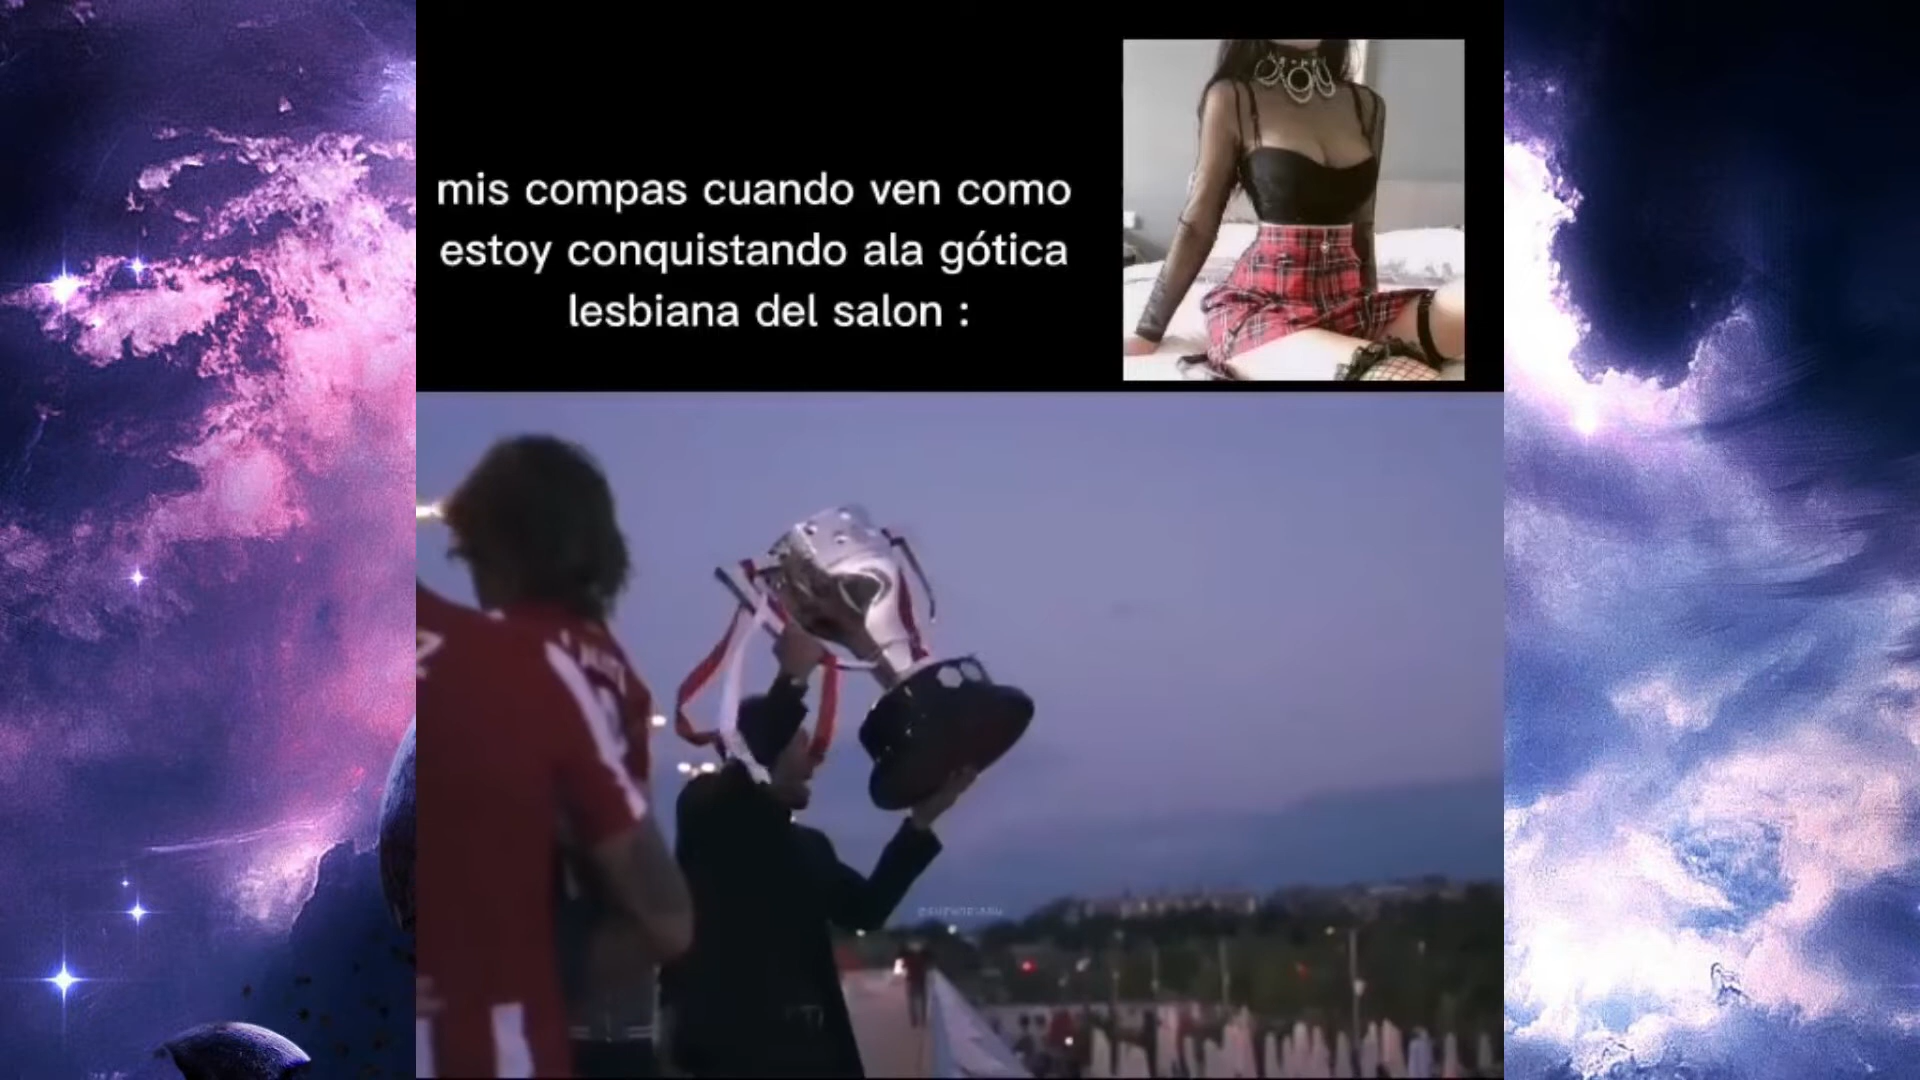 mis compas cuando ven como
estoy conquistando ala gótica
lesbiana del salon :